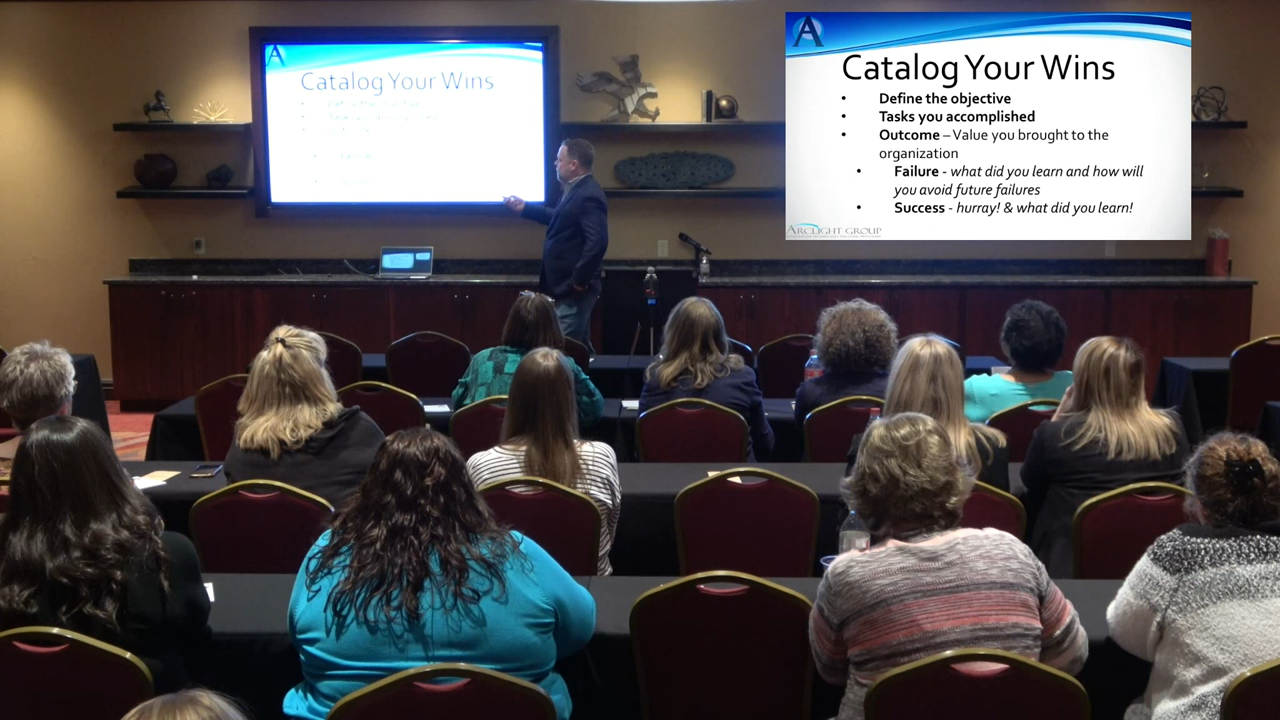 Catalog Your Wins
A
Catalog Your Wins
• Define the objective
• Tasks you accomplished
• Outcome – Value you brought to the
organization
• Failure - what did you learn and how will
you avoid future failures
• Success - hurray! & what did you learn!
ARCLIGHT GROUP